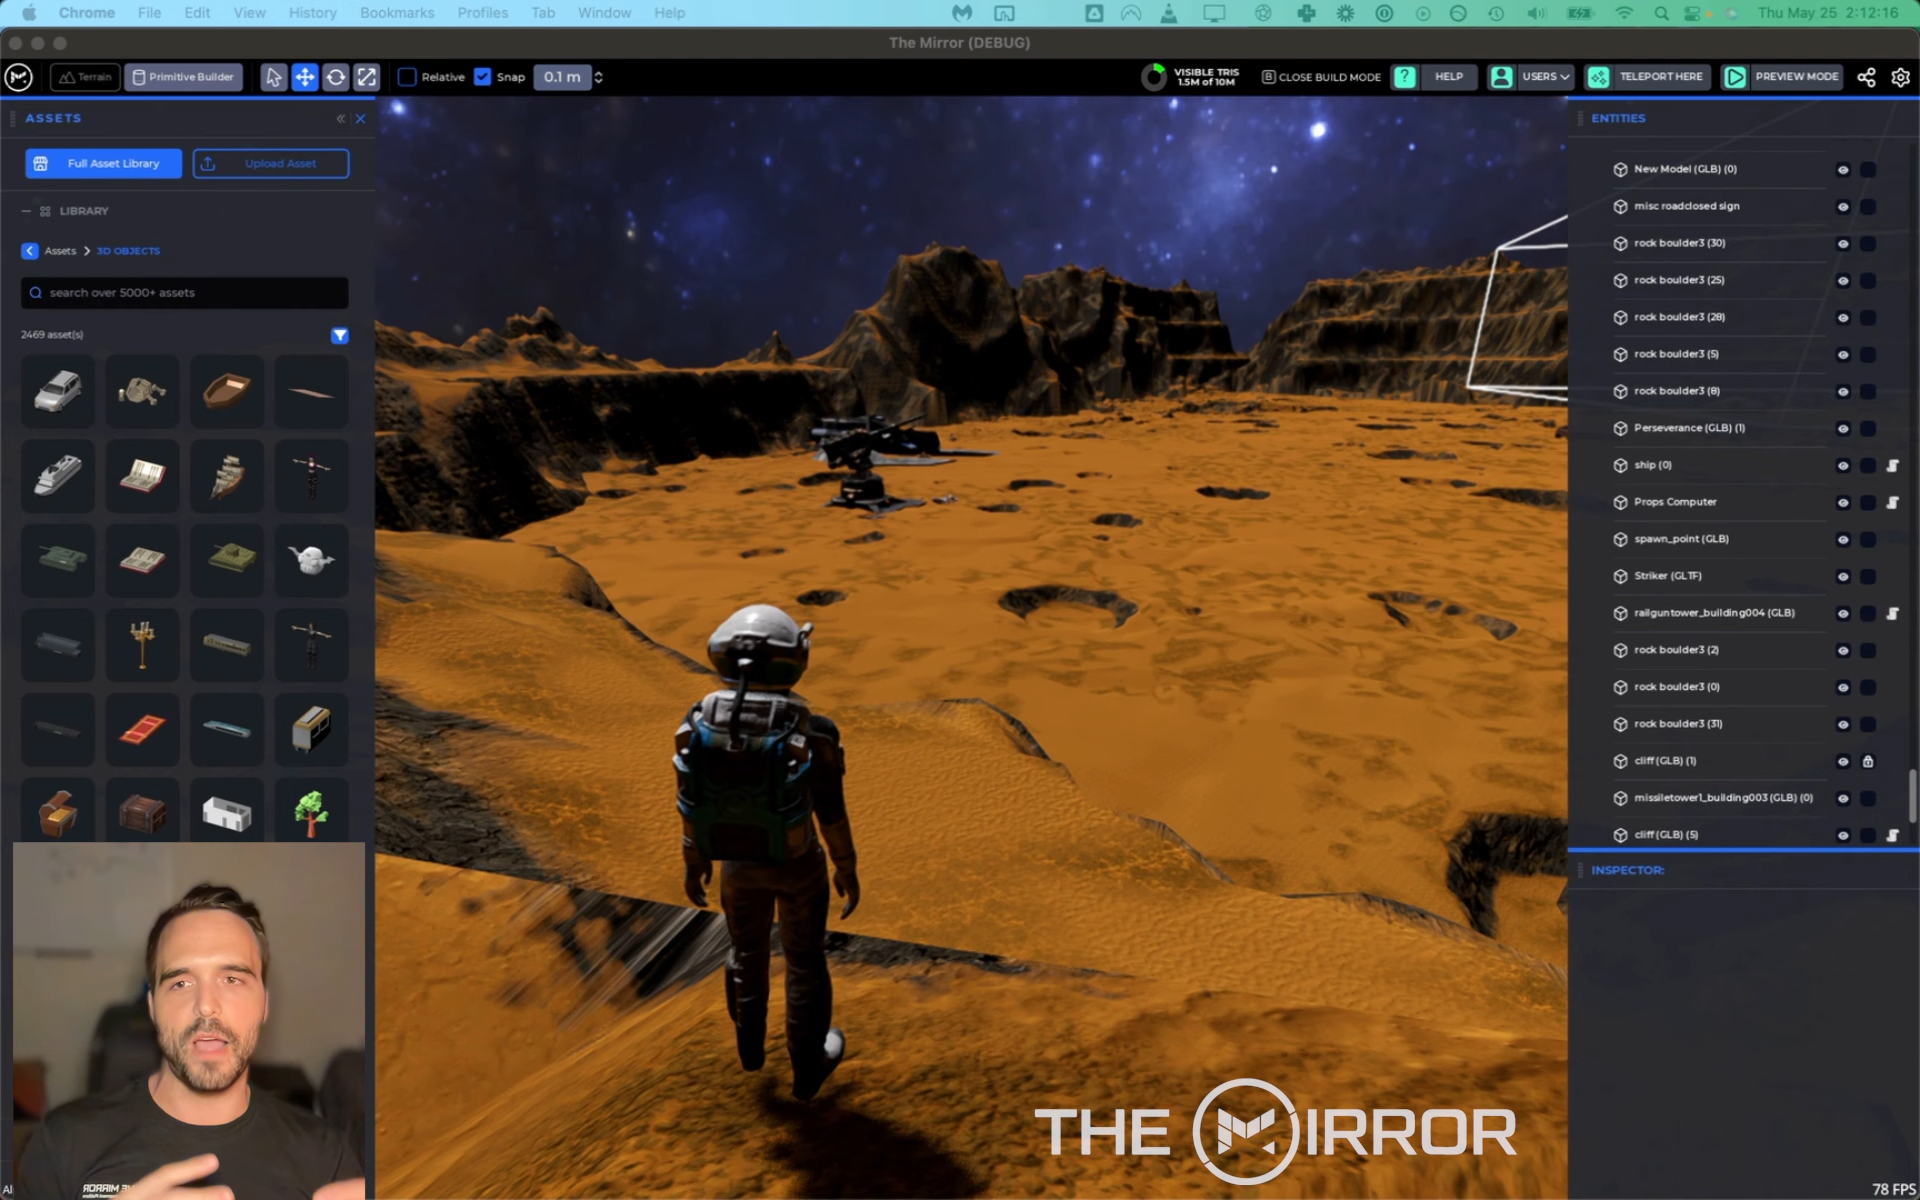 Chrome File Edit View History Bookmarks Profiles Tab Window Help Thu May 25 2:12:16
The Mirror (DEBUG)
Terrain Primitive Builder Relative Snap 0.1 m VISIBLE TRIS CLOSE BUILD MODE ? HELP USERS TELEPORT HERE PREVIEW MODE
1.5M of 10M
B
ASSETS
Full Asset Library Upload Asset
LIBRARY
Assets > 3D OBJECTS
search over 5000+ assets
2469 asset(s)
ENTITIES
New Model (GLB) (0)
misc roadclosed sign
rock boulder3 (30)
rock boulder3 (25)
rock boulder3 (28)
rock boulder3 (5)
rock boulder3 (8)
Perseverance (GLB) (1)
ship (0)
Props Computer
spawn_point (GLB)
Striker (GLTF)
railguntower_building004 (GLB)
rock boulder3 (2)
rock boulder3 (0)
rock boulder3 (31)
cliff(GLB) (1)
missiletower1_building003 (GLB) (0)
cliff(GLB) (5)
INSPECTOR:
THE MIRROR
78 FPS